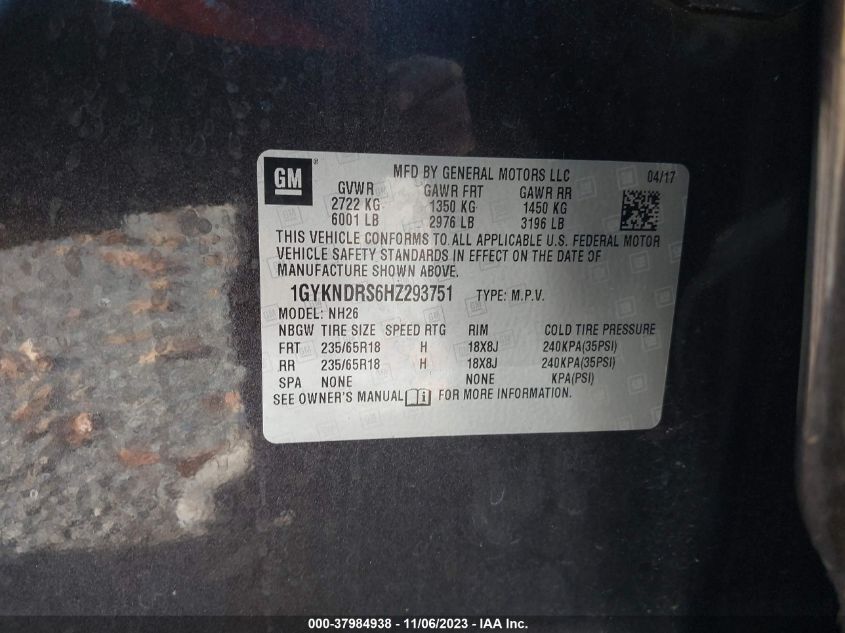 GM ®
MFD BY GENERAL MOTORS LLC 04/17
GVWR GAWR FRT GAWR RR
2722 KG 1350 KG 1450 KG
6001 LB 2976 LB 3196 LB
THIS VEHICLE CONFORMS TO ALL APPLICABLE U.S. FEDERAL MOTOR
VEHICLE SAFETY STANDARDS IN EFFECT ON THE DATE OF
MANUFACTURE SHOWN ABOVE.
1GYKNDRS6HZ293751 TYPE: M.P.V.
MODEL: NH26
NBGW TIRE SIZE SPEED RTG RIM COLD TIRE PRESSURE
FRT 235/65R18 H 18X8J 240KPA(35PSI)
RR 235/65R18 H 18X8J 240KPA(35PSI)
SPA NONE NONE KPA(PSI)
SEE OWNER'S MANUAL i FOR MORE INFORMATION.
000-37984938 - 11/06/2023 - IAA Inc.